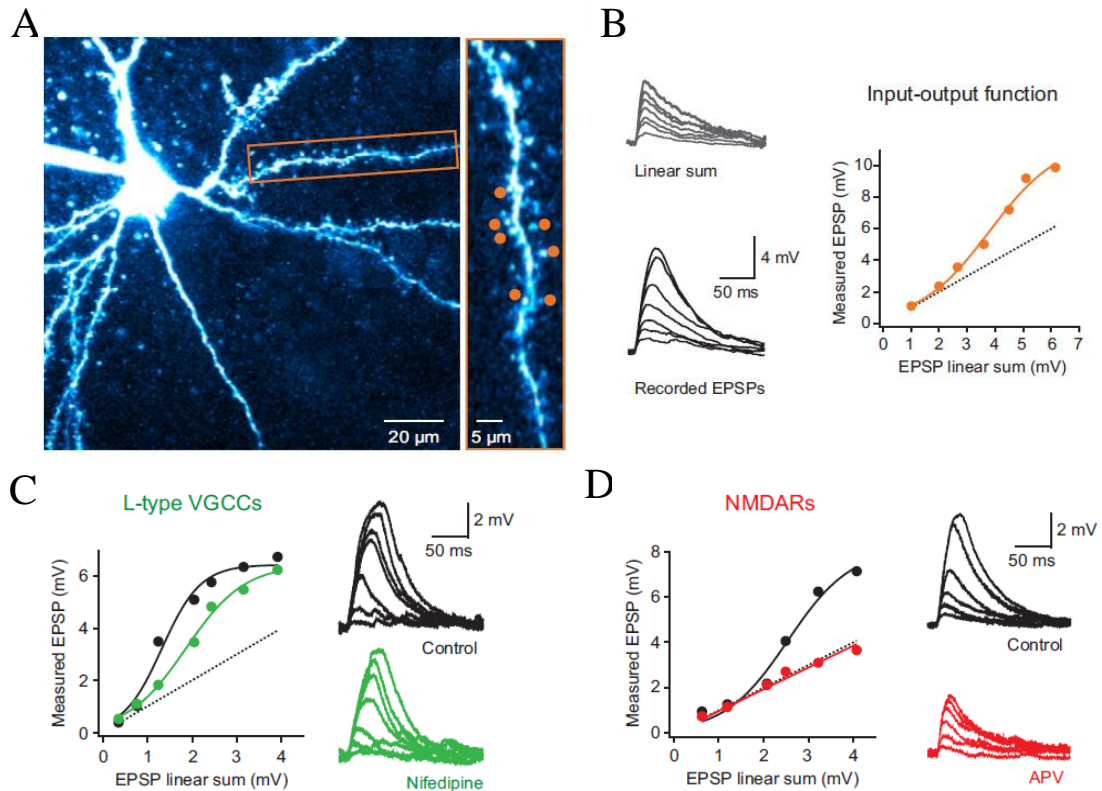 A
20 µm
5 µm
B
Linear sum
4 mV
50 ms
Recorded EPSPs
Input-output function
Measured EPSP (mV)
10
8
6
4
2
0
0 1 2 3 4 5 6 7
EPSP linear sum (mV)
C
L-type VGCCs
Measured EPSP (mV)
6
4
2
0
0 1 2 3 4
EPSP linear sum (mV)
2 mV
50 ms
Control
Nifedipine
D
NMDARs
Measured EPSP (mV)
8
6
4
2
0
0 1 2 3 4
EPSP linear sum (mV)
2 mV
50 ms
Control
APV